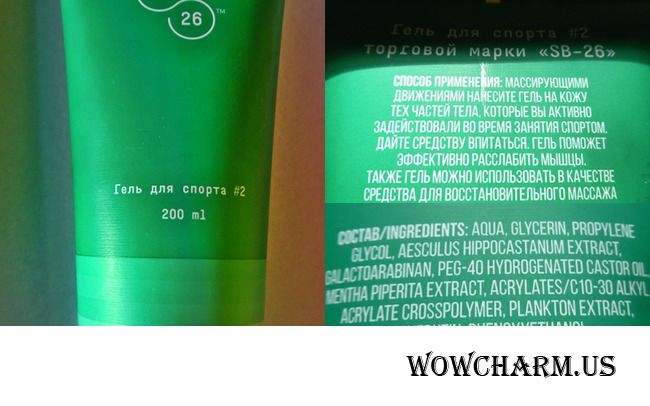 26™
Гель для спорта #2
200 ml
Гель для спорта #2
торговой марки «SB-26»
СПОСОБ ПРИМЕНЕНИЯ: МАССИРУЮЩИМИ
ДВИЖЕНИЯМИ НАНЕСИТЕ ГЕЛЬ НА КОЖУ
ТЕХ ЧАСТЕЙ ТЕЛА, КОТОРЫЕ ВЫ АКТИВНО
ЗАДЕЙСТВОВАЛИ ВО ВРЕМЯ ЗАНЯТИЯ СПОРТОМ.
ДАЙТЕ СРЕДСТВУ ВПИТАТЬСЯ. ГЕЛЬ ПОМОЖЕТ
ЭФФЕКТИВНО РАССЛАБИТЬ МЫШЦЫ.
ТАКЖЕ ГЕЛЬ МОЖНО ИСПОЛЬЗОВАТЬ В КАЧЕСТВЕ
СРЕДСТВА ДЛЯ ВОССТАНОВИТЕЛЬНОГО МАССАЖА
СОСТАВ/INGREDIENTS: AQUA, GLYCERIN, PROPYLENE
GLYCOL, AESCULUS HIPPOCASTANUM EXTRACT,
GALACTOARABINAN, PEG-40 HYDROGENATED CASTOR OIL,
MENTHA PIPERITA EXTRACT, ACRYLATES/C10-30 ALKYL
ACRYLATE CROSSPOLYMER, PLANKTON EXTRACT,
PHENOXYETHANOL
WOWCHARM.US